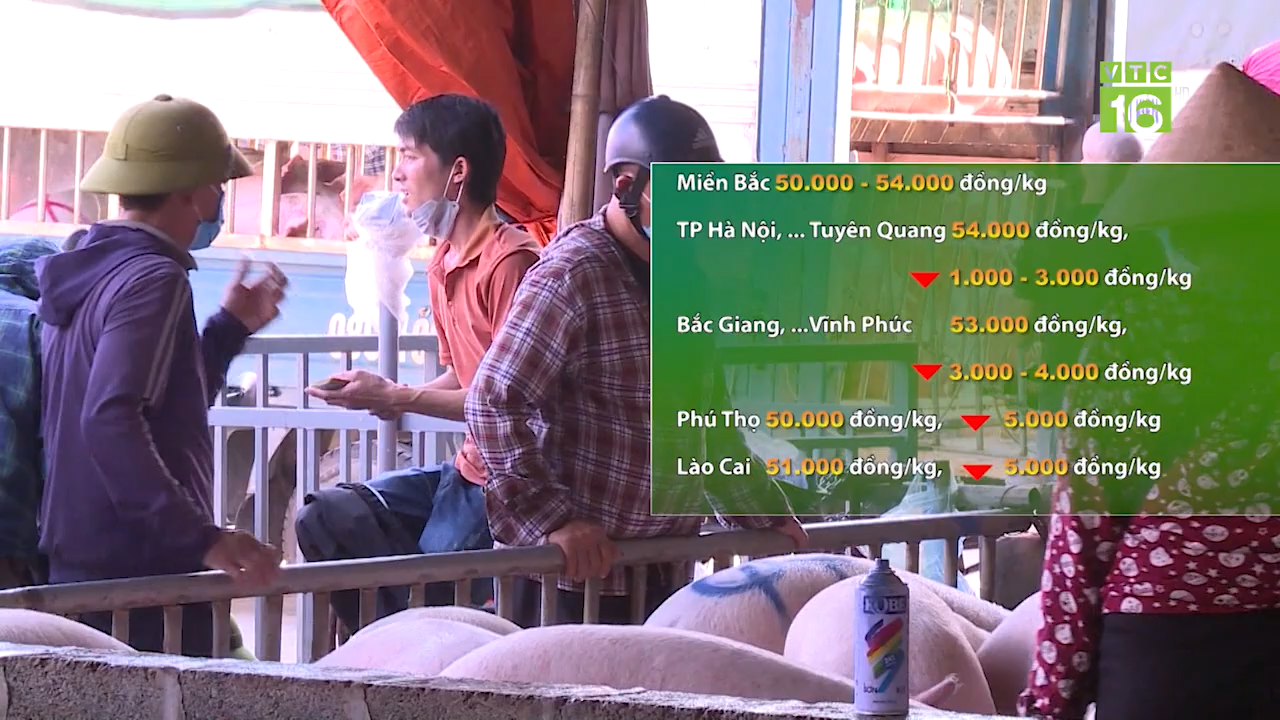 VTC
16
Miền Bắc 50.000 - 54.000 đồng/kg
TP Hà Nội, ... Tuyên Quang 54.000 đồng/kg,
1.000 - 3.000 đồng/kg
Bắc Giang, ...Vĩnh Phúc 53.000 đồng/kg,
3.000 - 4.000 đồng/kg
Phú Thọ 50.000 đồng/kg, 5.000 đồng/kg
Lào Cai 51.000 đồng/kg, 5.000 đồng/kg
KOBE
SƠN